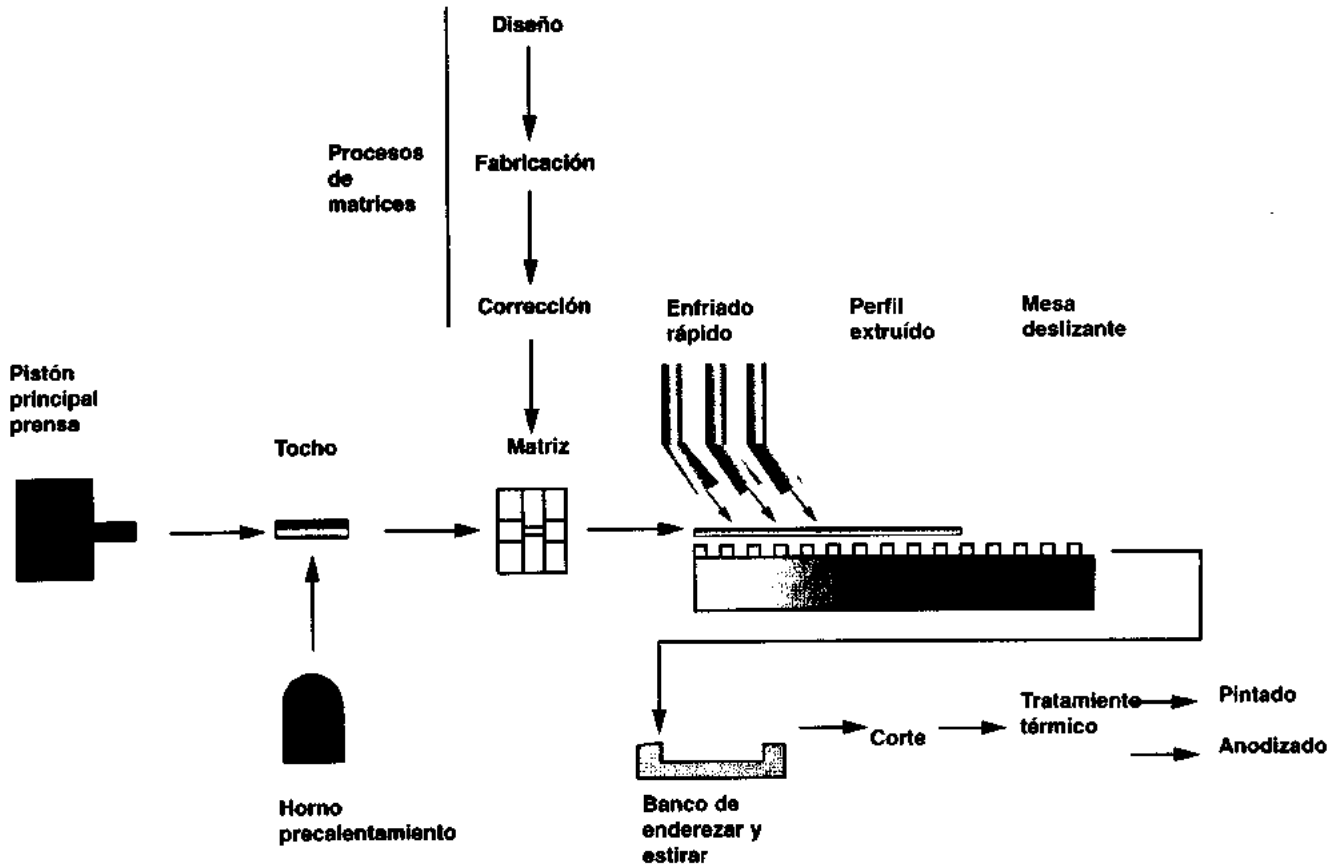 Diseño
Procesos
de
matrices
Fabricación
Corrección
Enfriado
rápido
Perfil
extruído
Mesa
deslizante
Pistón
principal
prensa
Tocho
Matriz
Horno
precalentamiento
Banco de
enderezar y
estirar
Corte
Tratamiento
térmico
Pintado
Anodizado